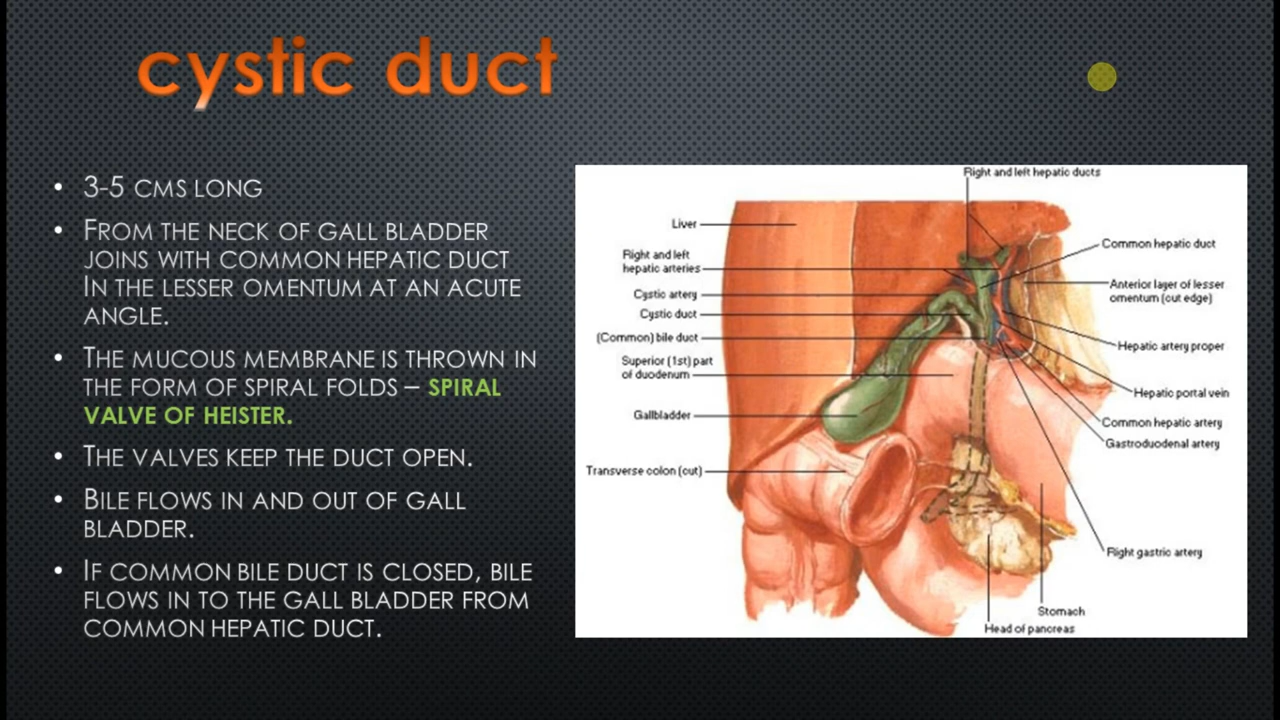 cystic duct
• 3-5 CMS LONG
• FROM THE NECK OF GALL BLADDER
JOINS WITH COMMON HEPATIC DUCT
IN THE LESSER OMENTUM AT AN ACUTE
ANGLE.
• THE MUCOUS MEMBRANE IS THROWN IN
THE FORM OF SPIRAL FOLDS – SPIRAL
VALVE OF HEISTER.
• THE VALVES KEEP THE DUCT OPEN.
• BILE FLOWS IN AND OUT OF GALL
BLADDER.
• IF COMMON BILE DUCT IS CLOSED, BILE
FLOWS IN TO THE GALL BLADDER FROM
COMMON HEPATIC DUCT.
Right and left hepatic ducts
Liver
Right and left
hepatic arteries
Cystic artery
Cystic duct
(Common) bile duct
Superior (1st) part
of duodenum
Gallbladder
Transverse colon (cut)
Common hepatic duct
Anterior layer of lesser
omentum (cut edge)
Hepatic artery proper
Hepatic portal vein
Common hepatic artery
Gastroduodenal artery
Right gastric artery
Stomach
Head of pancreas